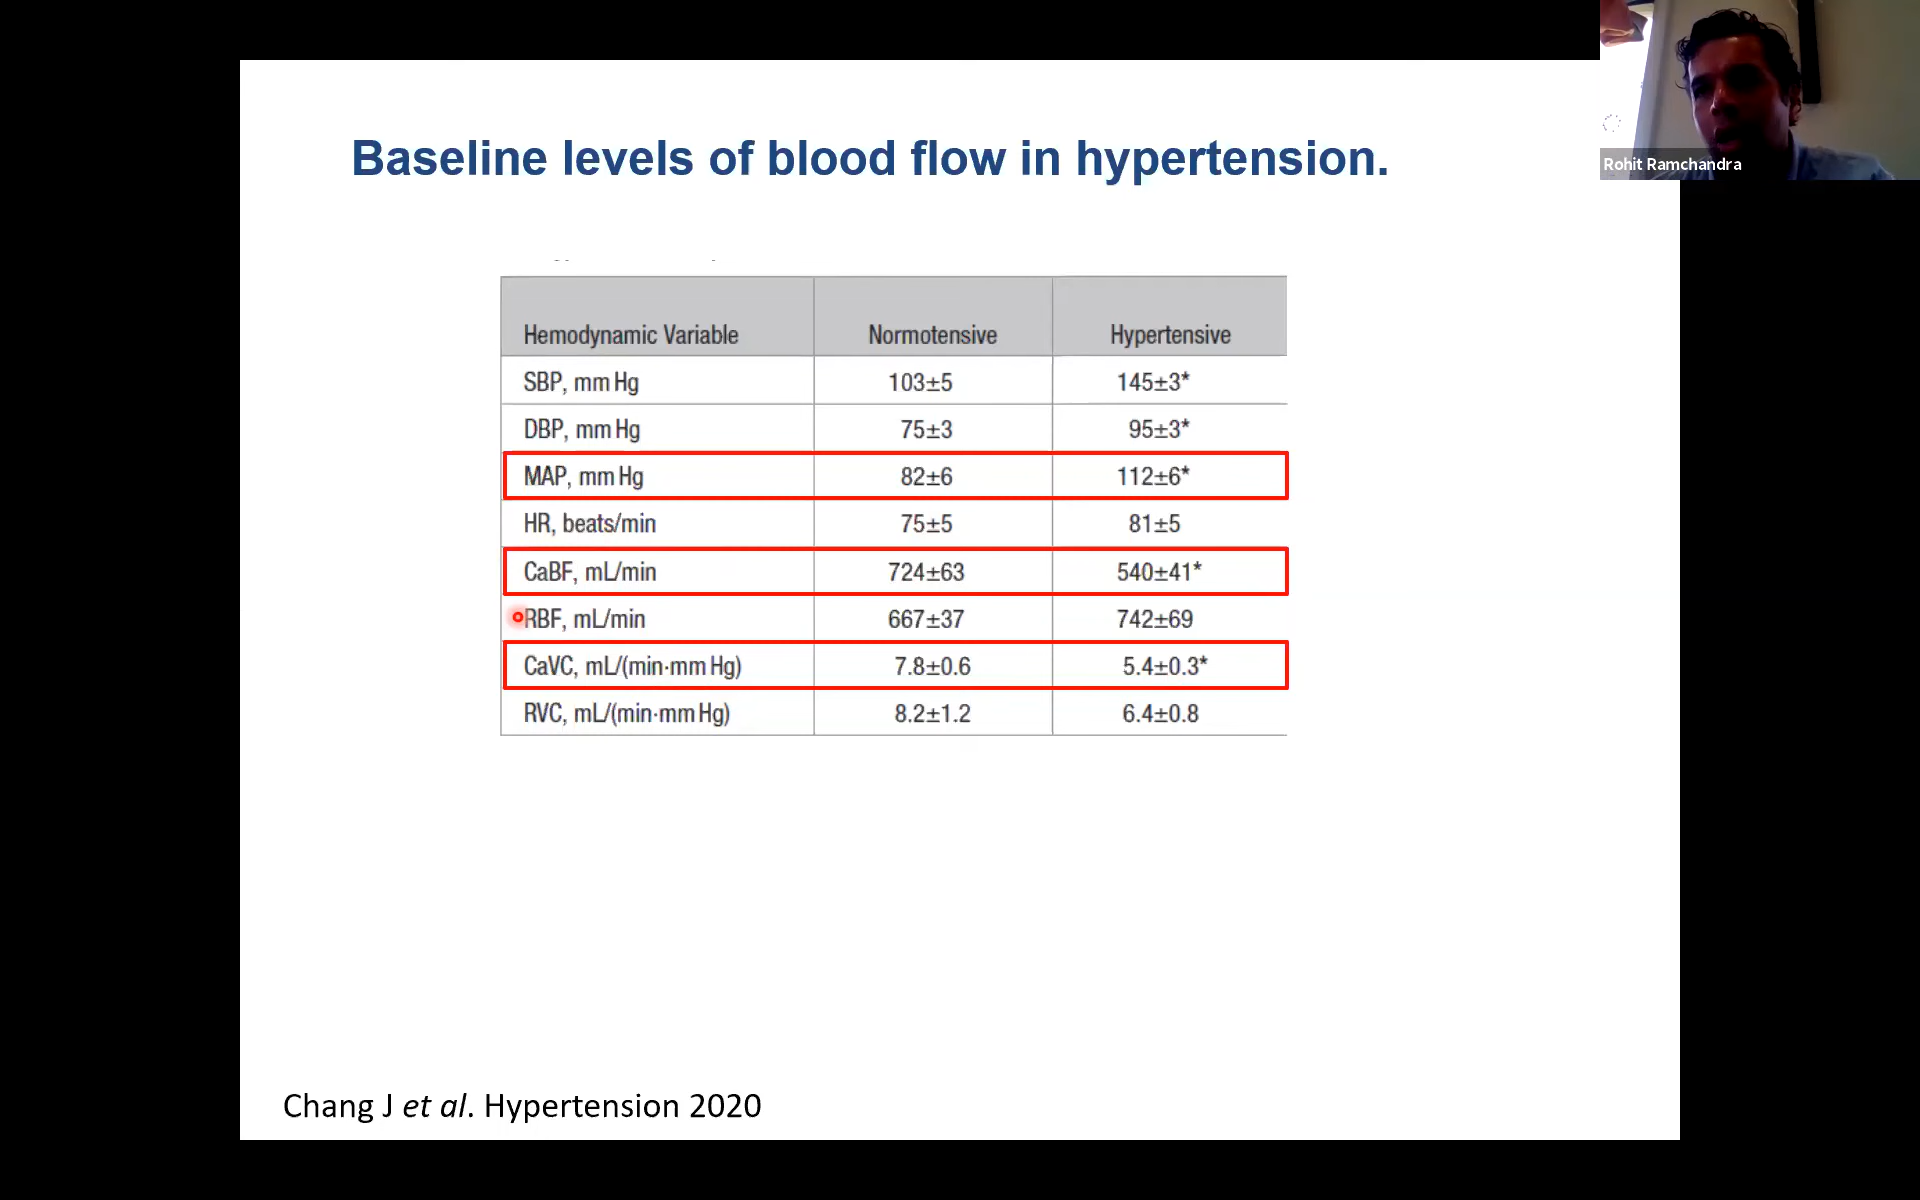 Rohit Ramchandra
Baseline levels of blood flow in hypertension.
Hemodynamic Variable Normotensive Hypertensive
SBP, mm Hg 103±5 145±3*
DBP, mm Hg 75±3 95±3*
MAP, mm Hg 82±6 112±6*
HR, beats/min 75±5 81±5
CaBF, mL/min 724±63 540±41*
RBF, mL/min 667±37 742±69
CaVC, mL/(min·mm Hg) 7.8±0.6 5.4±0.3*
RVC, mL/(min·mm Hg) 8.2±1.2 6.4±0.8
Chang J et al. Hypertension 2020